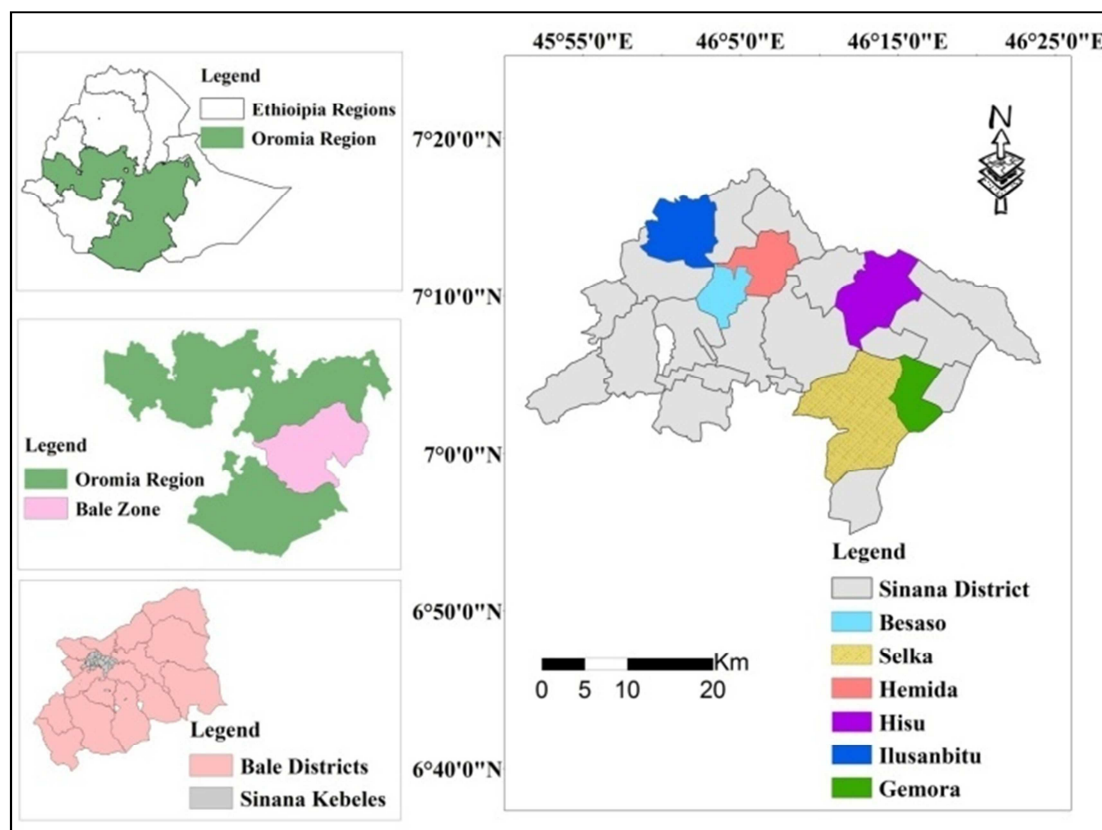 Legend
Ethioipia Regions
Oromia Region
Legend
Oromia Region
Bale Zone
Legend
Bale Districts
Sinana Kebeles
45°55'0"E 46°5'0"E 46°15'0"E 46°25'0"E
7°20'0"N
7°10'0"N
7°0'0"N
6°50'0"N
6°40'0"N
N
Legend
Sinana District
Besaso
Selka
Hemida
Hisu
Ilusanbitu
Gemora
Km
0 5 10 20